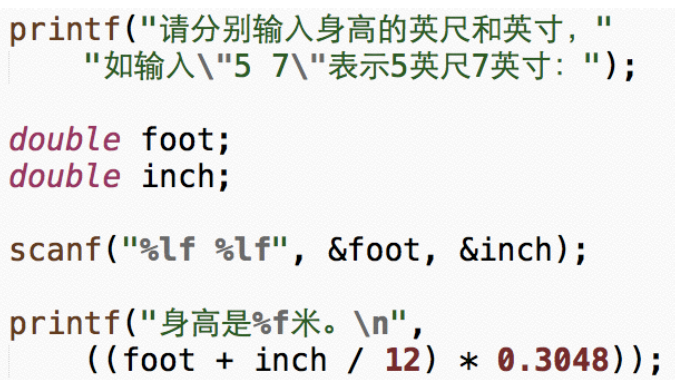 printf("请分别输入身高的英尺和英寸，"
"如输入\"5 7\"表示5英尺7英寸：");
double foot;
double inch;
scanf("%lf %lf", &foot, &inch);
printf("身高是%f米。\n",
((foot + inch / 12) * 0.3048));